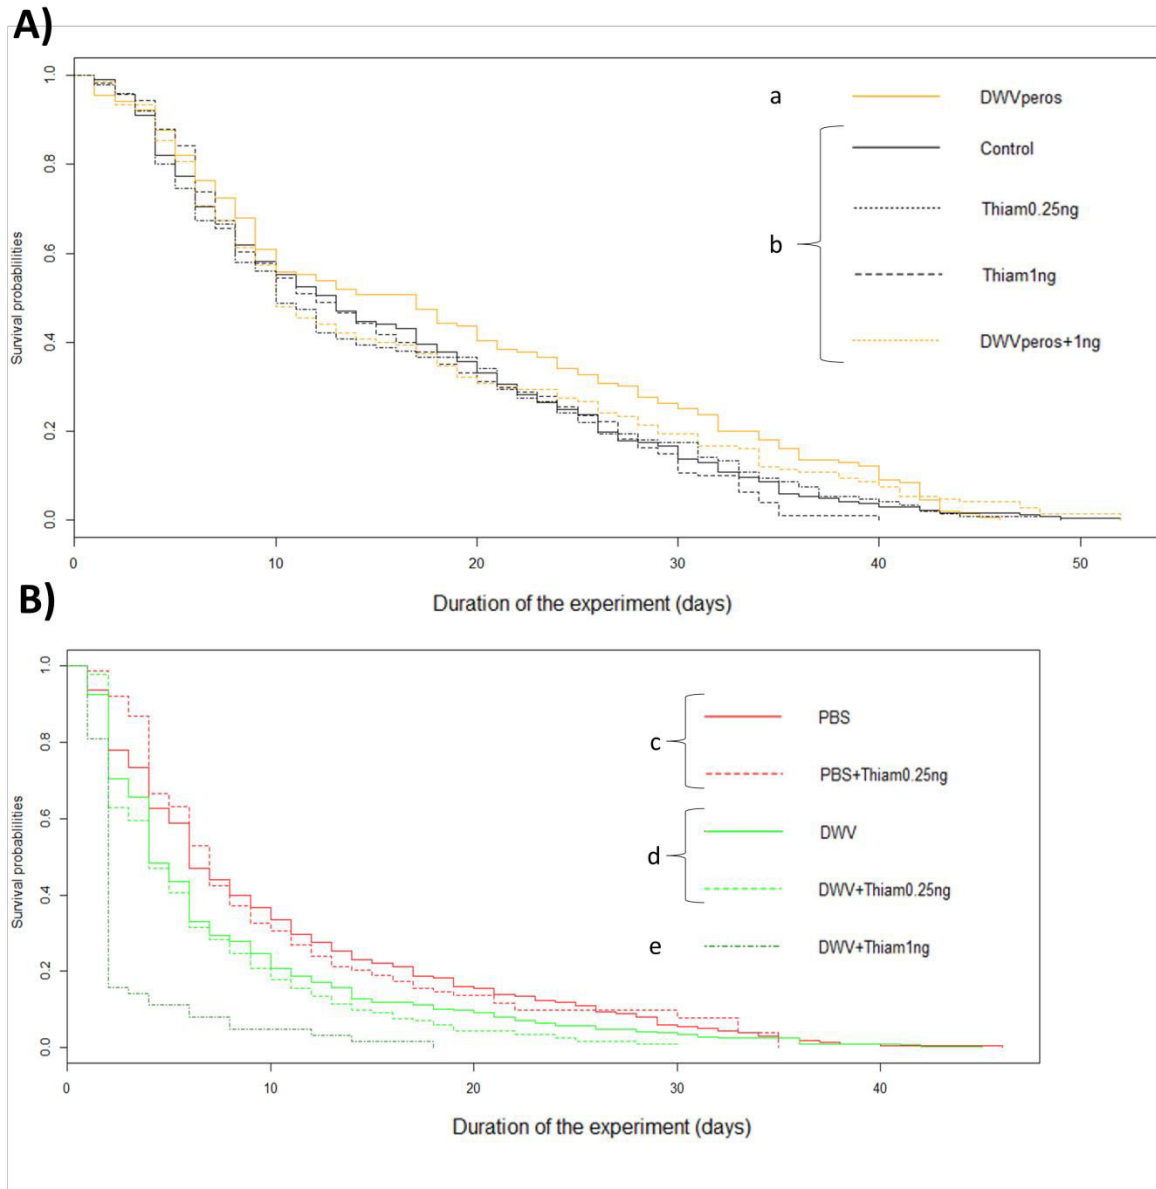 A)
Survival probabilities
1.0
0.8
0.6
0.4
0.2
0.0
a
DWVperos
Control
Thiam0.25ng
b
Thiam1ng
DWVperos+1ng
0 10 20 30 40 50
Duration of the experiment (days)
B)
Survival probabilities
1.0
0.8
0.6
0.4
0.2
0.0
PBS
c
PBS+Thiam0.25ng
DWV
d
DWV+Thiam0.25ng
e
DWV+Thiam1ng
0 10 20 30 40
Duration of the experiment (days)